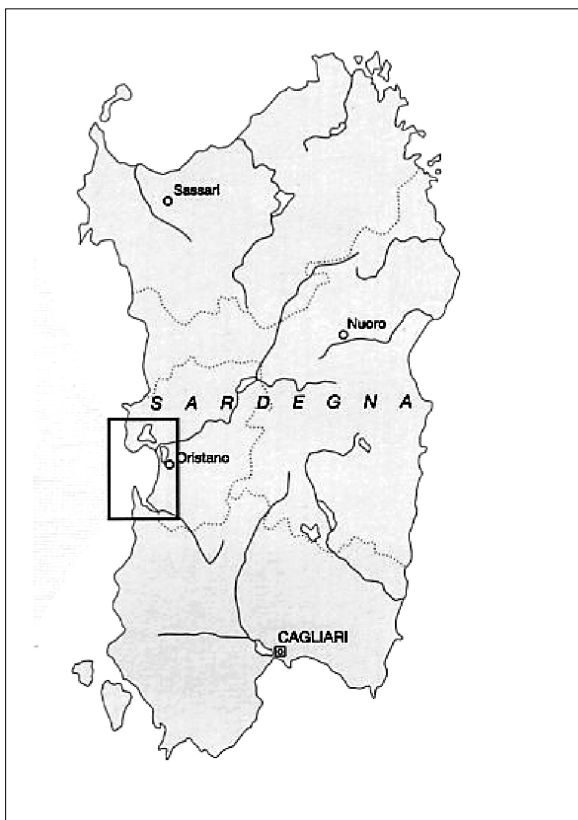 Sassari
Nuoro
S A R D E G N A
Oristano
CAGLIARI